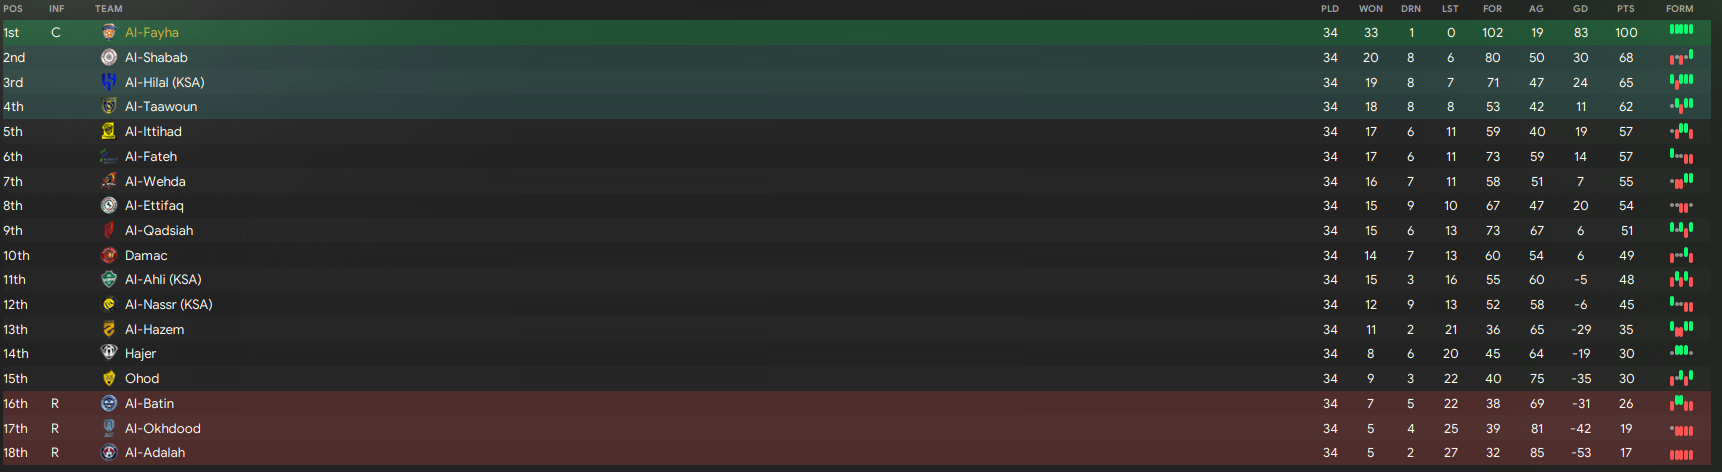 POS INF TEAM PLD WON DRN LST FOR AG GD PTS FORM
1st C Al-Fayha 34 33 1 0 102 19 83 100
2nd Al-Shabab 34 20 8 6 80 50 30 68
3rd Al-Hilal (KSA) 34 19 8 7 71 47 24 65
4th Al-Taawoun 34 18 8 8 53 42 11 62
5th Al-Ittihad 34 17 6 11 59 40 19 57
6th Al-Fateh 34 17 6 11 73 59 14 57
7th Al-Wehda 34 16 7 11 58 51 7 55
8th Al-Ettifaq 34 15 9 10 67 47 20 54
9th Al-Qadsiah 34 15 6 13 73 67 6 51
10th Damac 34 14 7 13 60 54 6 49
11th Al-Ahli (KSA) 34 15 3 16 55 60 -5 48
12th Al-Nassr (KSA) 34 12 9 13 52 58 -6 45
13th Al-Hazem 34 11 2 21 36 65 -29 35
14th Hajer 34 8 6 20 45 64 -19 30
15th Ohod 34 9 3 22 40 75 -35 30
16th R Al-Batin 34 7 5 22 38 69 -31 26
17th R Al-Okhdood 34 5 4 25 39 81 -42 19
18th R Al-Adalah 34 5 2 27 32 85 -53 17